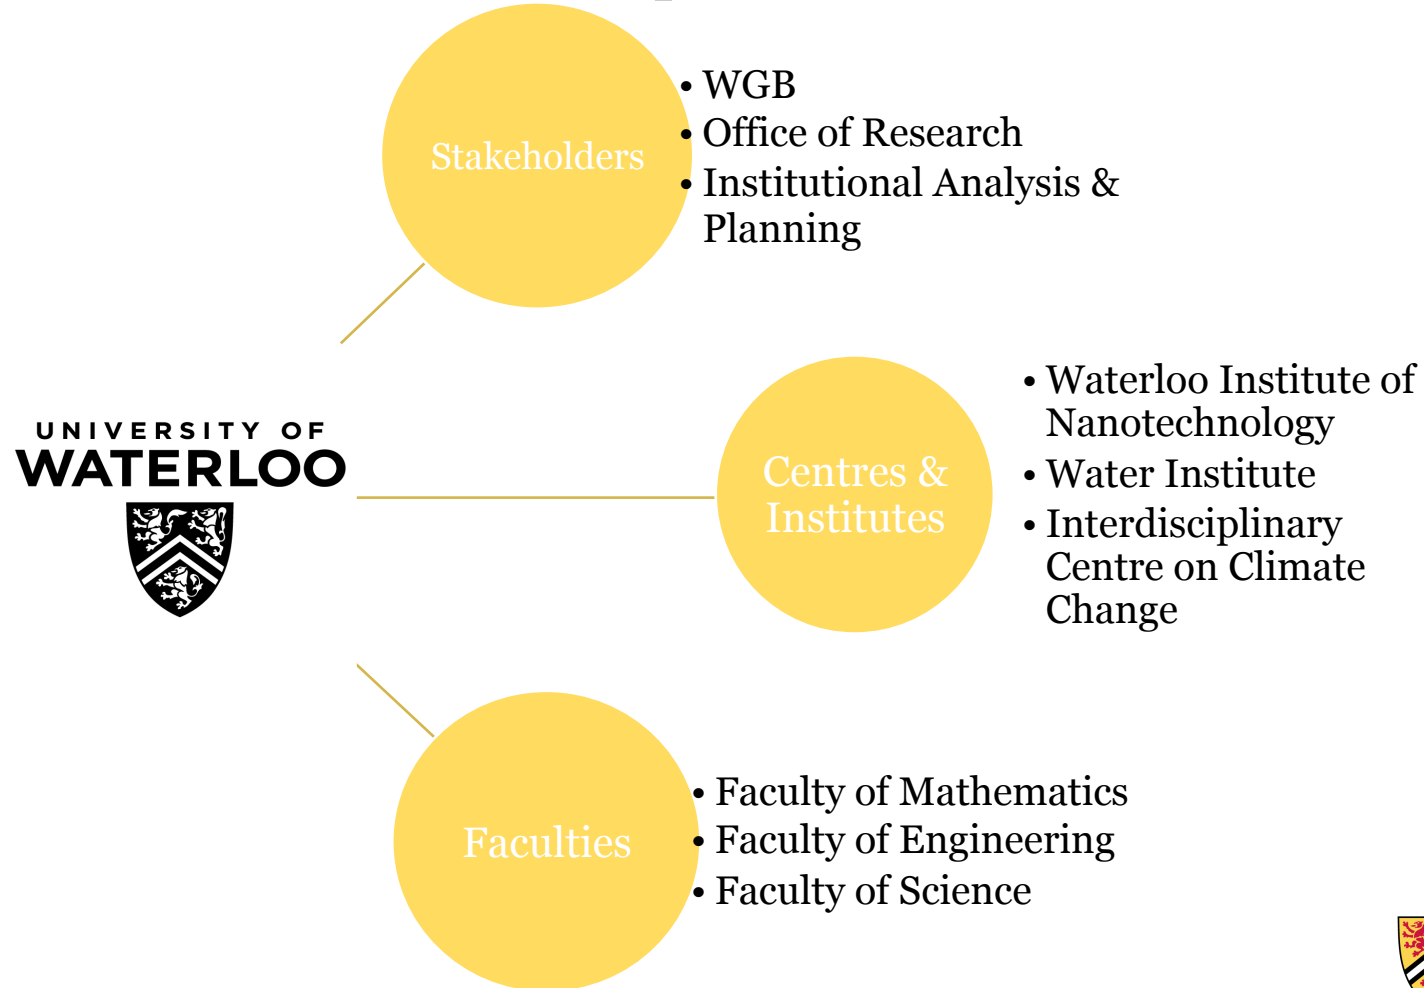 Stakeholders
• WGB
• Office of Research
• Institutional Analysis &
Planning
UNIVERSITY OF
WATERLOO
Centres &
Institutes
• Waterloo Institute of
Nanotechnology
• Water Institute
• Interdisciplinary
Centre on Climate
Change
Faculties
• Faculty of Mathematics
• Faculty of Engineering
• Faculty of Science